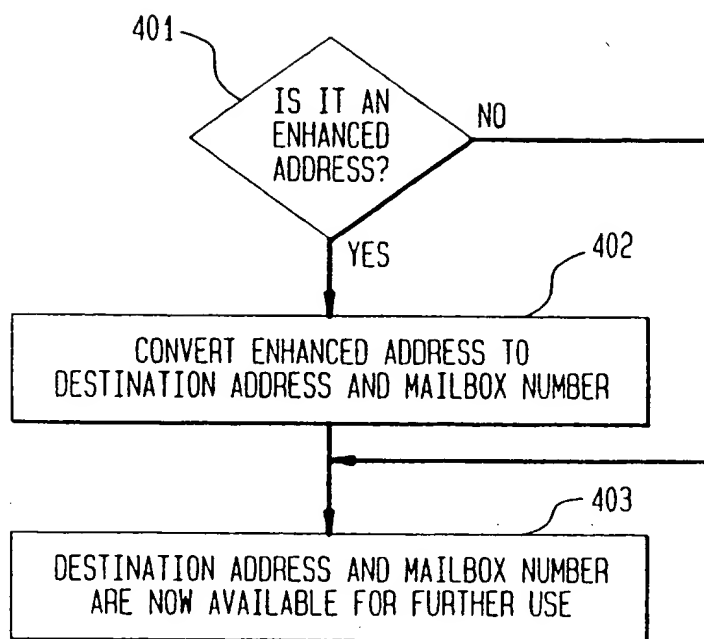 401
IS IT AN
ENHANCED
ADDRESS?
NO
YES
402
CONVERT ENHANCED ADDRESS TO
DESTINATION ADDRESS AND MAILBOX NUMBER
403
DESTINATION ADDRESS AND MAILBOX NUMBER
ARE NOW AVAILABLE FOR FURTHER USE